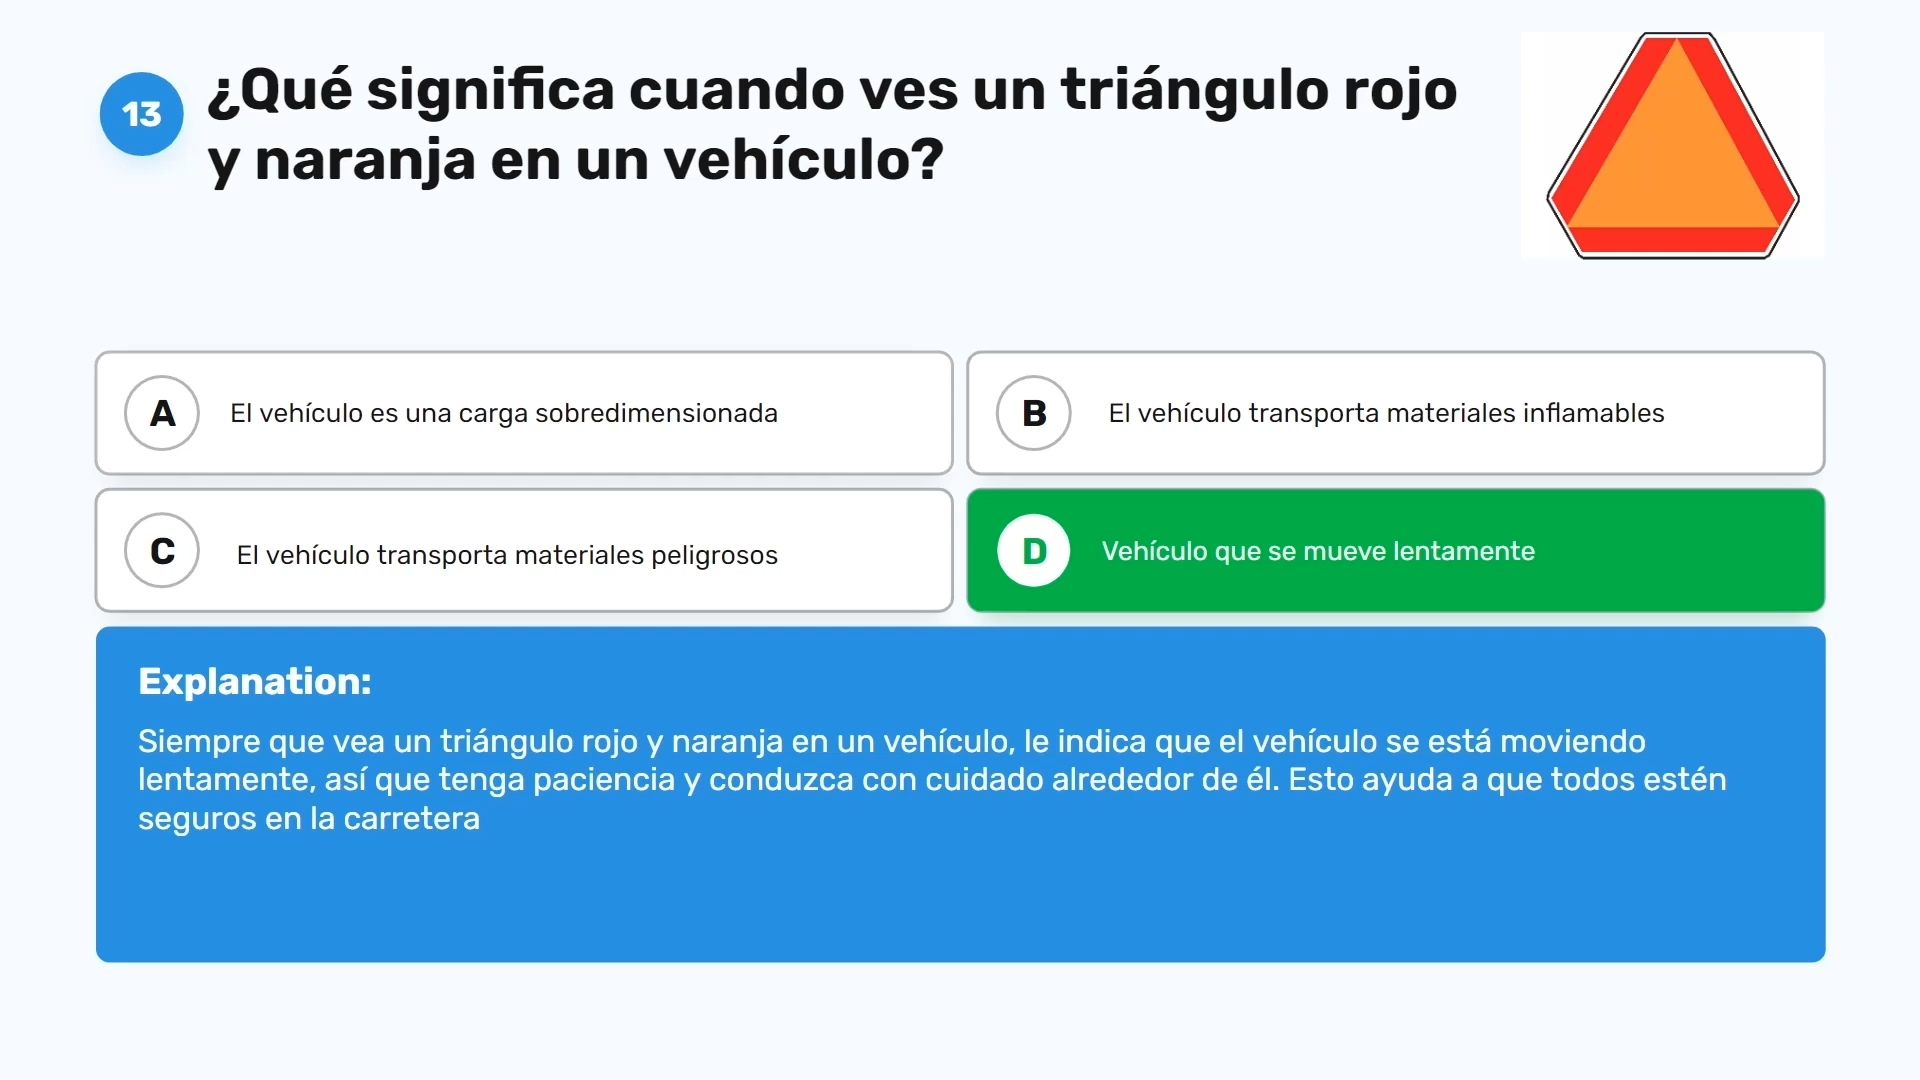 13
¿Qué significa cuando ves un triángulo rojo
y naranja en un vehículo?
A
El vehículo es una carga sobredimensionada
B
El vehículo transporta materiales inflamables
C
El vehículo transporta materiales peligrosos
D
Vehículo que se mueve lentamente
Explanation:
Siempre que vea un triángulo rojo y naranja en un vehículo, le indica que el vehículo se está moviendo
lentamente, así que tenga paciencia y conduzca con cuidado alrededor de él. Esto ayuda a que todos estén
seguros en la carretera